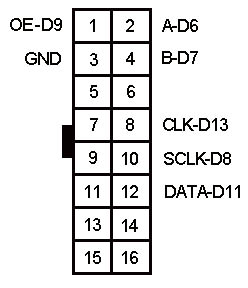 OE-D9 1 2 A-D6
GND 3 4 B-D7
5 6
7 8 CLK-D13
9 10 SCLK-D8
11 12 DATA-D11
13 14
15 16